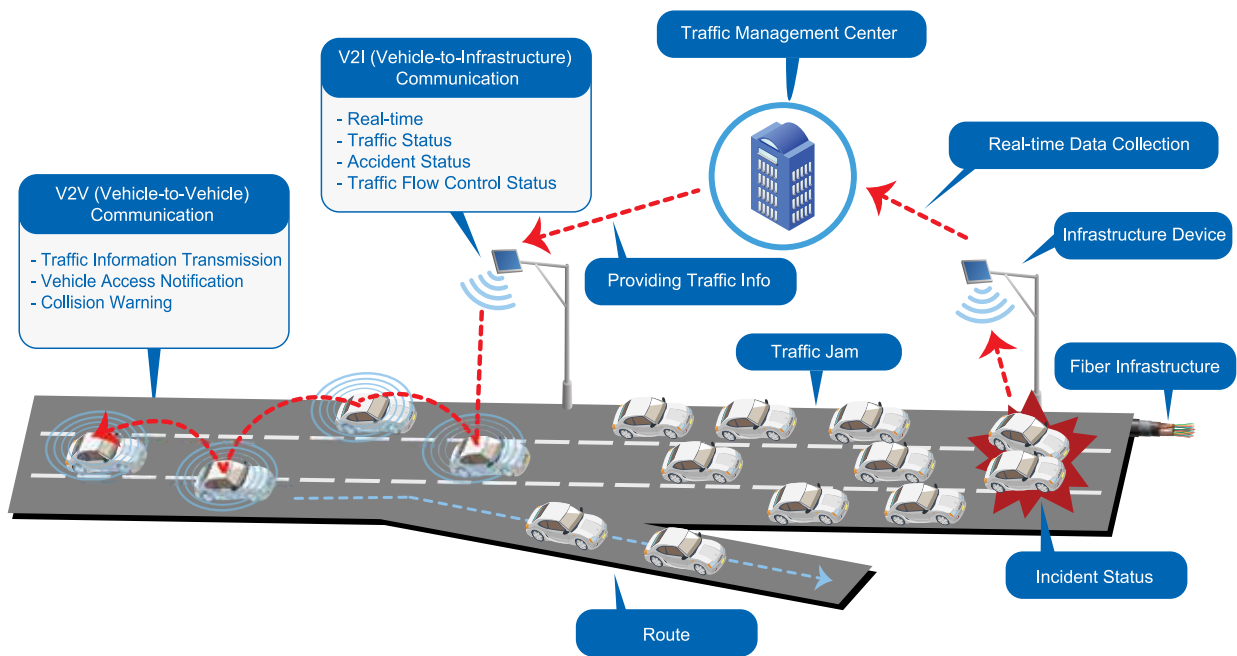 Traffic Management Center
V2I (Vehicle-to-Infrastructure)
Communication
- Real-time
- Traffic Status
- Accident Status
- Traffic Flow Control Status
Real-time Data Collection
V2V (Vehicle-to-Vehicle)
Communication
- Traffic Information Transmission
- Vehicle Access Notification
- Collision Warning
Infrastructure Device
Providing Traffic Info
Traffic Jam
Fiber Infrastructure
Incident Status
Route